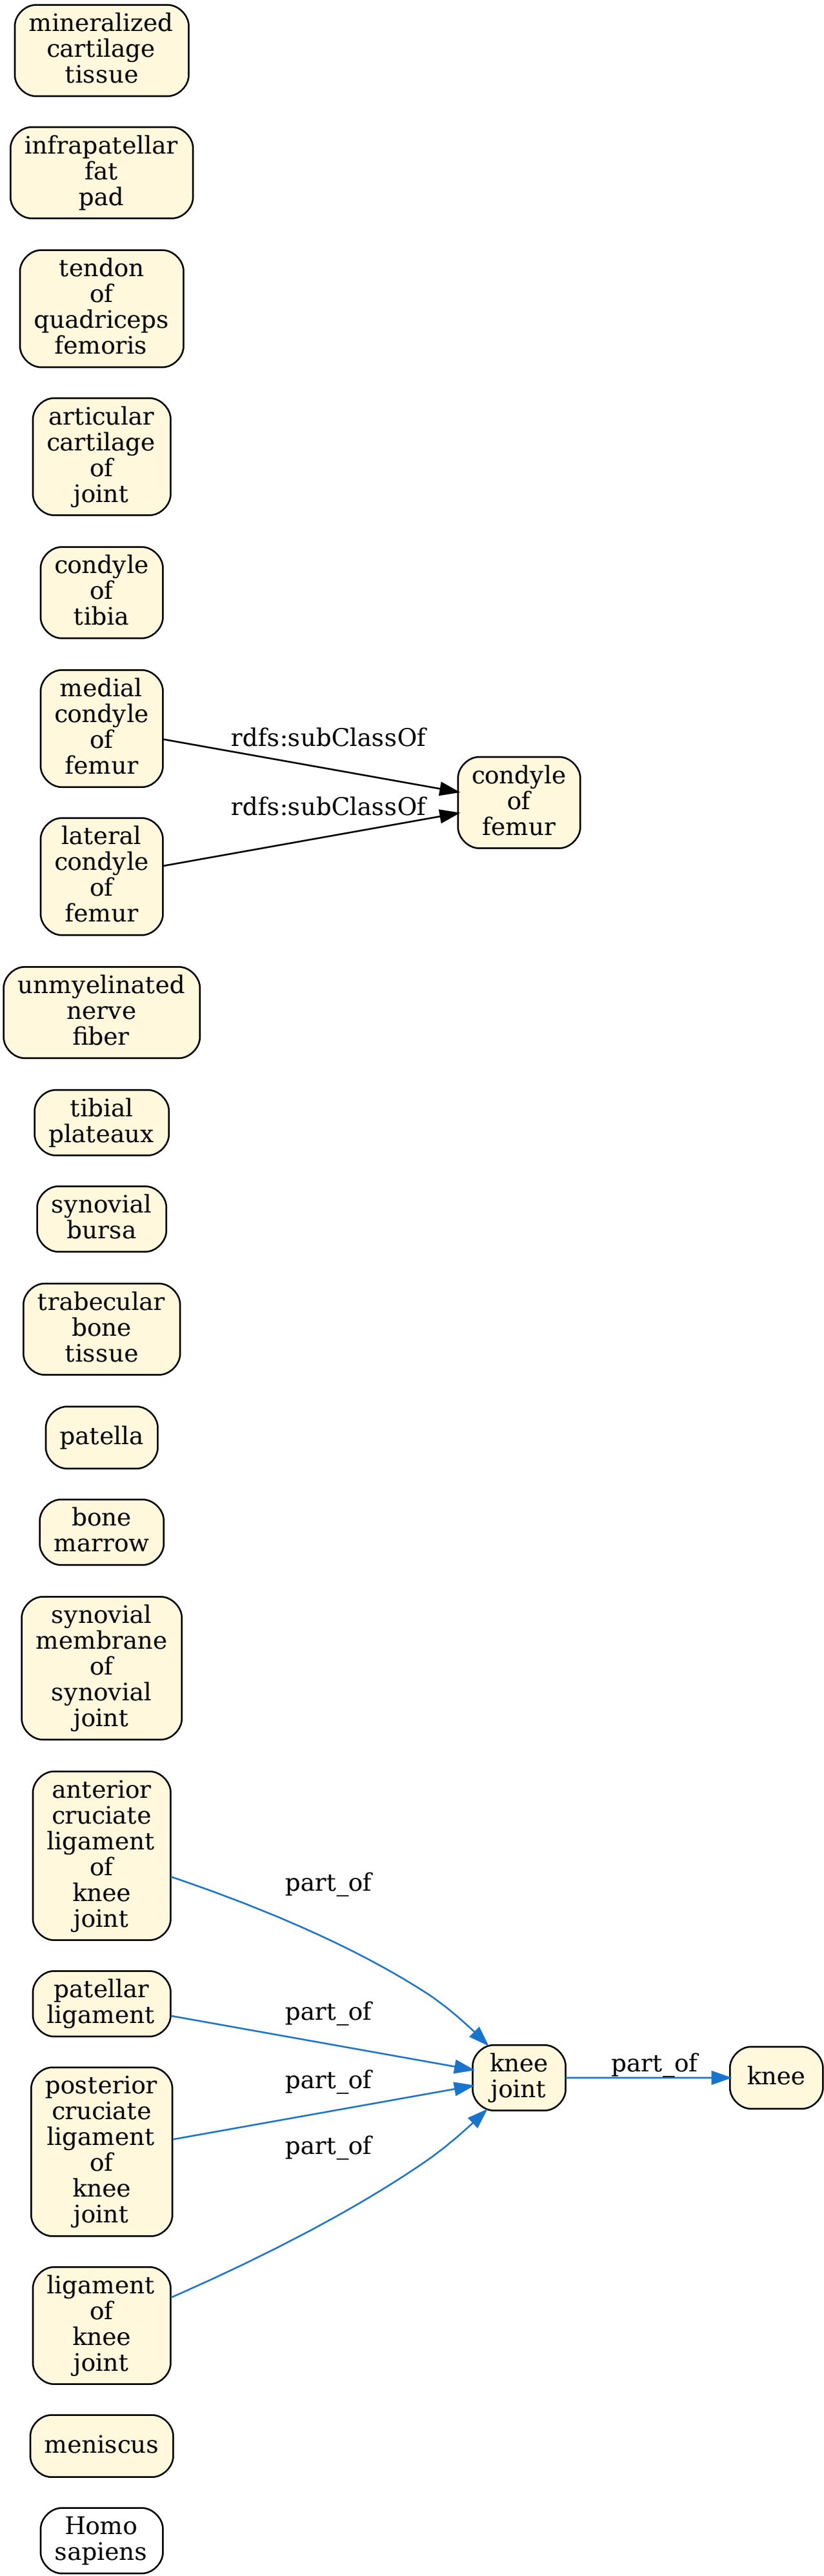 mineralized
cartilage
tissue
infrapatellar
fat
pad
tendon
of
quadriceps
femoris
articular
cartilage
of
joint
condyle
of
tibia
medial
condyle
of
femur
rdfs:subClassOf
condyle
of
femur
rdfs:subClassOf
lateral
condyle
of
femur
unmyelinated
nerve
fiber
tibial
plateaux
synovial
bursa
trabecular
bone
tissue
patella
bone
marrow
synovial
membrane
of
synovial
joint
anterior
cruciate
ligament
of
knee
joint
part_of
patellar
ligament
part_of
knee
joint
part_of
knee
posterior
cruciate
ligament
of
knee
joint
part_of
part_of
ligament
of
knee
joint
meniscus
Homo
sapiens